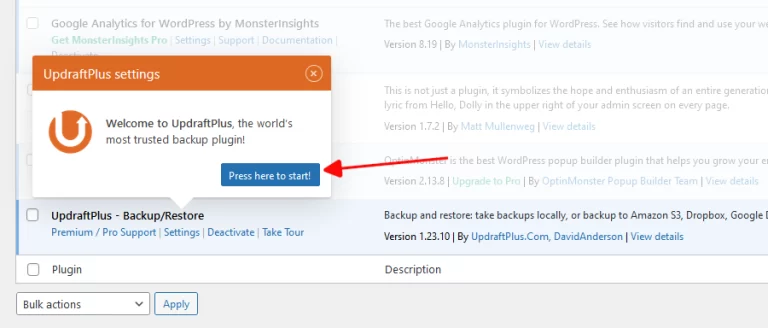 Google Analytics for WordPress by MonsterInsights
Get MonsterInsights Pro | Settings | Support | Documentation |
The best Google Analytics plugin for WordPress. See how visitors find and use your we
Version 8.19 | By MonsterInsights | View details
UpdraftPlus settings
Welcome to UpdraftPlus, the world's
most trusted backup plugin!
Press here to start!
This is not just a plugin, it symbolizes the hope and enthusiasm of an entire generation
lyric from Hello, Dolly in the upper right of your admin screen on every page.
Version 1.7.2 | By Matt Mullenweg | View details
OptinMonster is the best WordPress popup builder plugin that helps you grow your em
Version 2.13.8 | Upgrade to Pro | By OptinMonster Popup Builder Team | View details
UpdraftPlus - Backup/Restore
Premium / Pro Support | Settings | Deactivate | Take Tour
Backup and restore: take backups locally, or backup to Amazon S3, Dropbox, Google D
Version 1.23.10 | By UpdraftPlus.Com, DavidAnderson | View details
Plugin
Description
Bulk actions
Apply